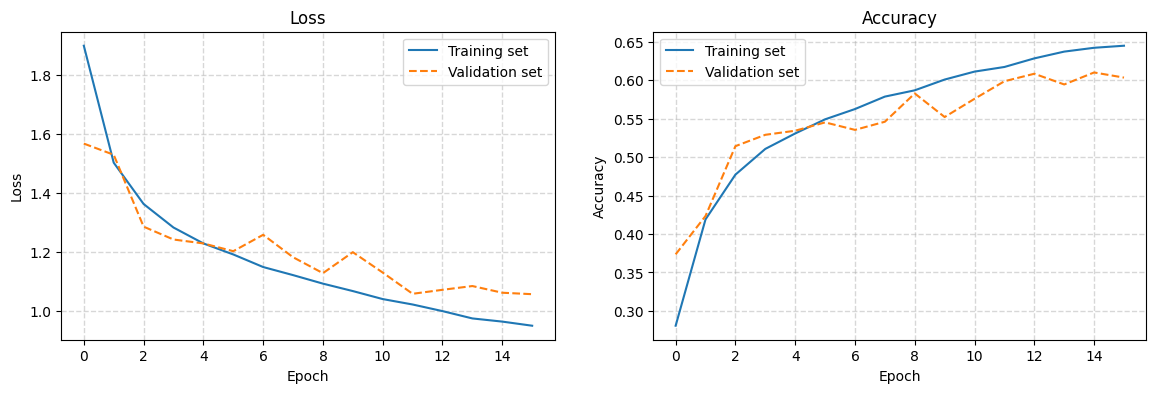 Loss
Training set
Validation set
Loss
1.8
1.6
1.4
1.2
1.0
0 2 4 6 8 10 12 14
Epoch
Accuracy
Training set
Validation set
Accuracy
0.65
0.60
0.55
0.50
0.45
0.40
0.35
0.30
0 2 4 6 8 10 12 14
Epoch